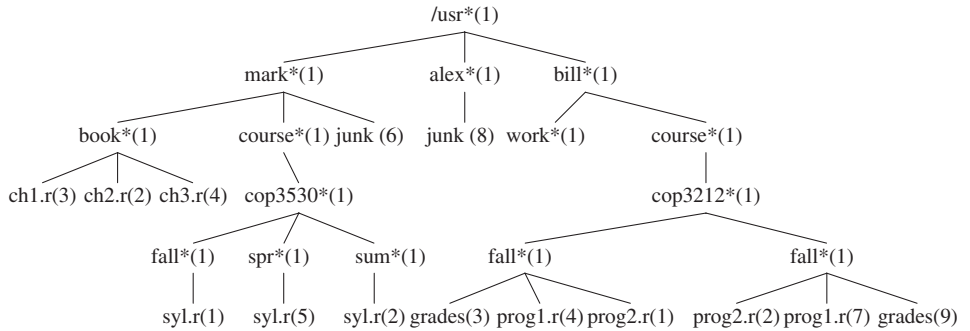 /usr*(1)
mark*(1) alex*(1) bill*(1)
book*(1) course*(1) junk (6) junk (8) work*(1) course*(1)
ch1.r(3) ch2.r(2) ch3.r(4) cop3530*(1) cop3212*(1)
fall*(1) spr*(1) sum*(1) fall*(1) fall*(1)
syl.r(1) syl.r(5) syl.r(2) grades(3) prog1.r(4) prog2.r(1) prog2.r(2) prog1.r(7) grades(9)